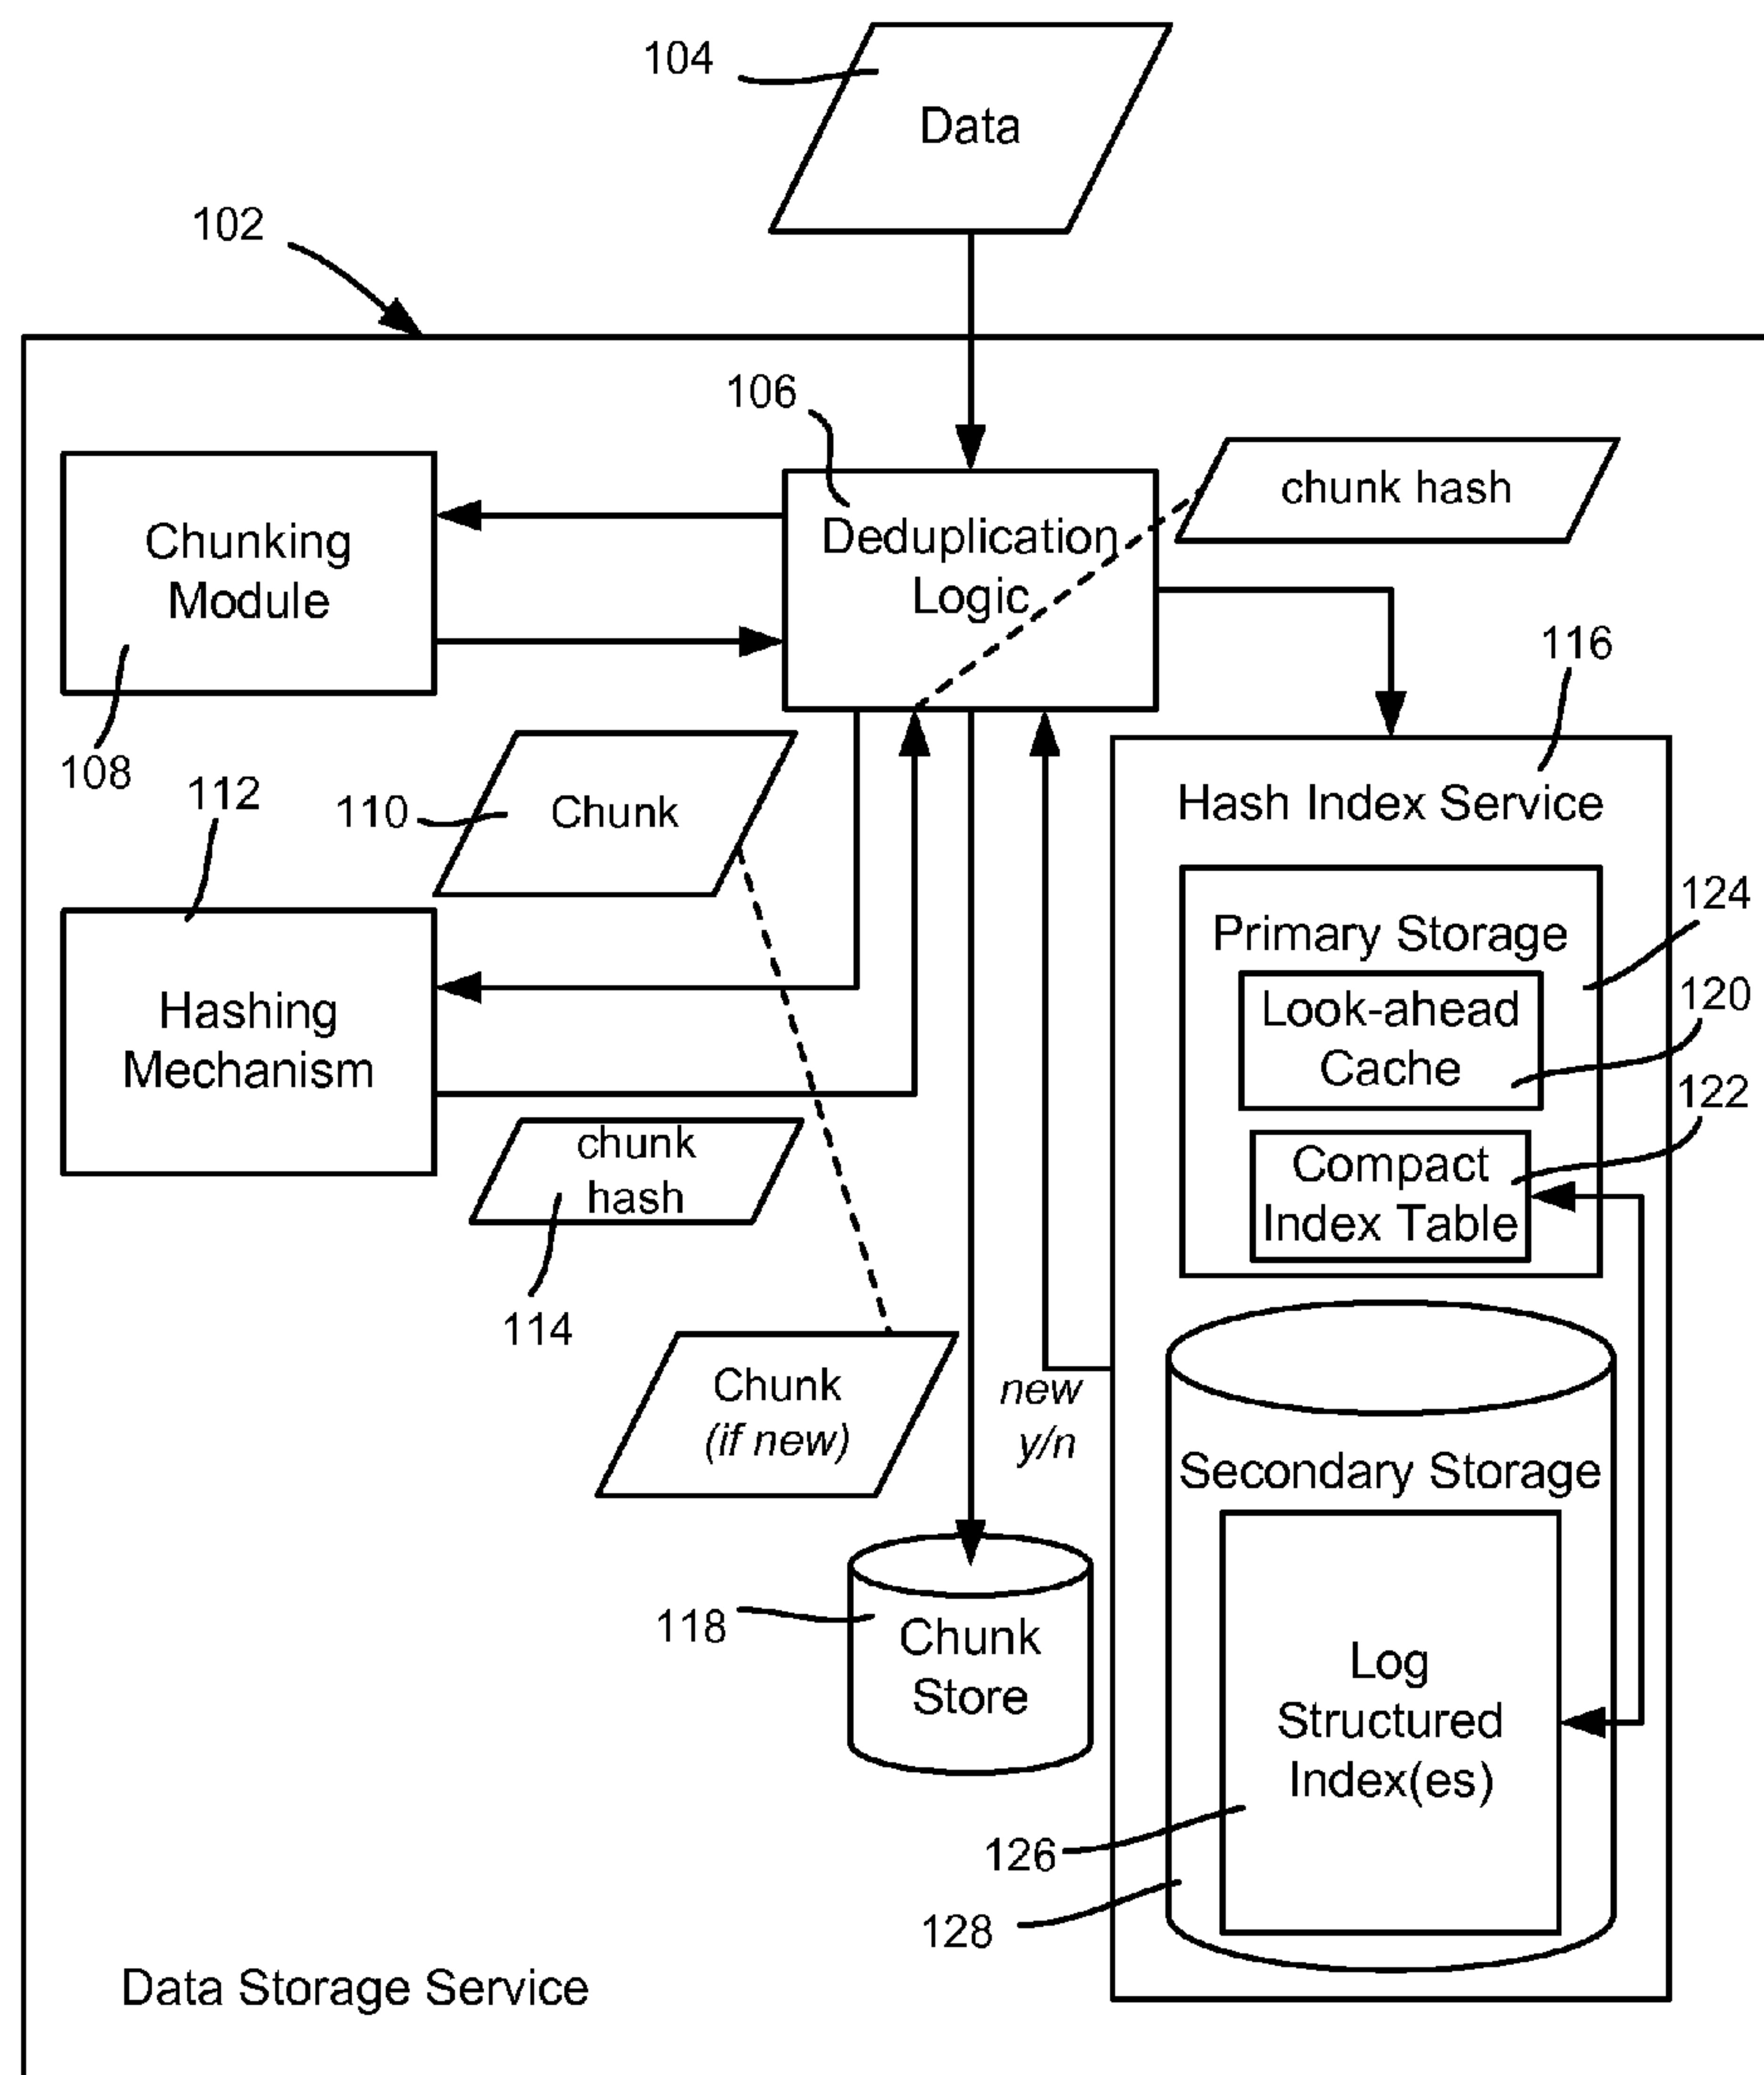 104
Data
102
106
chunk hash
Chunking
Module
Deduplication
Logic
116
108
112
110
Chunk
Hash Index Service
124
Primary Storage
Hashing
Mechanism
Look-ahead
Cache
120
122
chunk
hash
Compact
Index Table
114
Chunk
(if new)
new
y/n
Secondary Storage
118
Chunk
Store
Log
Structured
Index(es)
126
128
Data Storage Service